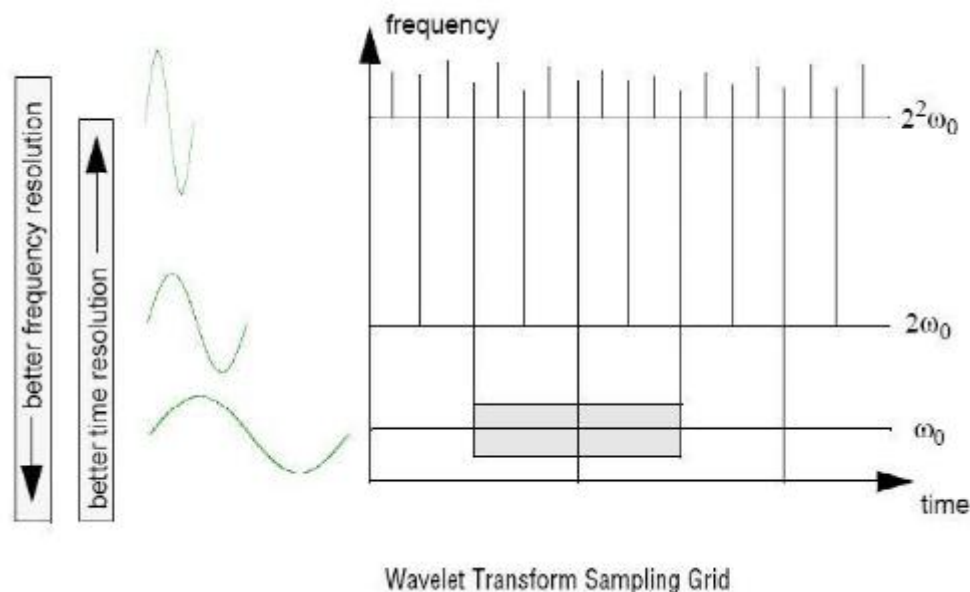 better frequency resolution
better time resolution
frequency
2²ω₀
2ω₀
ω₀
time
Wavelet Transform Sampling Grid